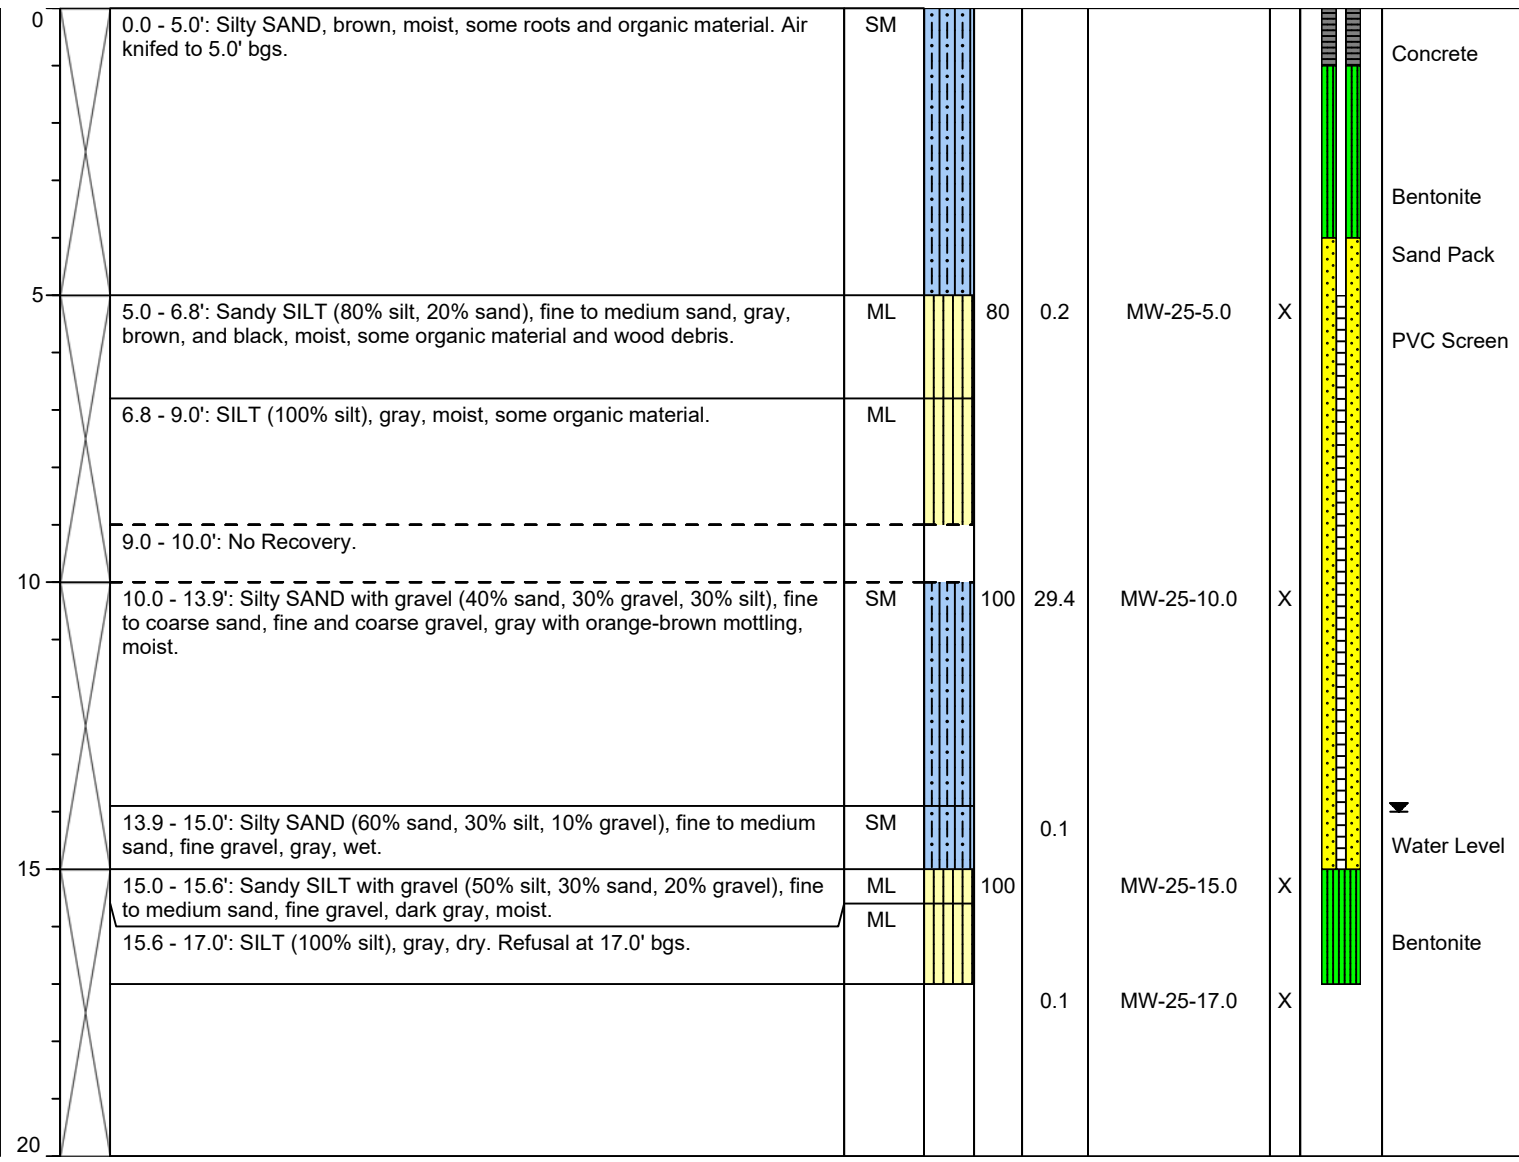 0
0.0 - 5.0': Silty SAND, brown, moist, some roots and organic material. Air
knifed to 5.0' bgs.
SM
Concrete
Bentonite
Sand Pack
5
5.0 - 6.8': Sandy SILT (80% silt, 20% sand), fine to medium sand, gray,
brown, and black, moist, some organic material and wood debris.
ML
80
0.2
MW-25-5.0
X
PVC Screen
6.8 - 9.0': SILT (100% silt), gray, moist, some organic material.
ML
9.0 - 10.0': No Recovery.
10
10.0 - 13.9': Silty SAND with gravel (40% sand, 30% gravel, 30% silt), fine
to coarse sand, fine and coarse gravel, gray with orange-brown mottling,
moist.
SM
100
29.4
MW-25-10.0
X
13.9 - 15.0': Silty SAND (60% sand, 30% silt, 10% gravel), fine to medium
sand, fine gravel, gray, wet.
SM
0.1
Water Level
15
15.0 - 15.6': Sandy SILT with gravel (50% silt, 30% sand, 20% gravel), fine
to medium sand, fine gravel, dark gray, moist.
ML
100
MW-25-15.0
X
ML
15.6 - 17.0': SILT (100% silt), gray, dry. Refusal at 17.0' bgs.
Bentonite
0.1
MW-25-17.0
X
20